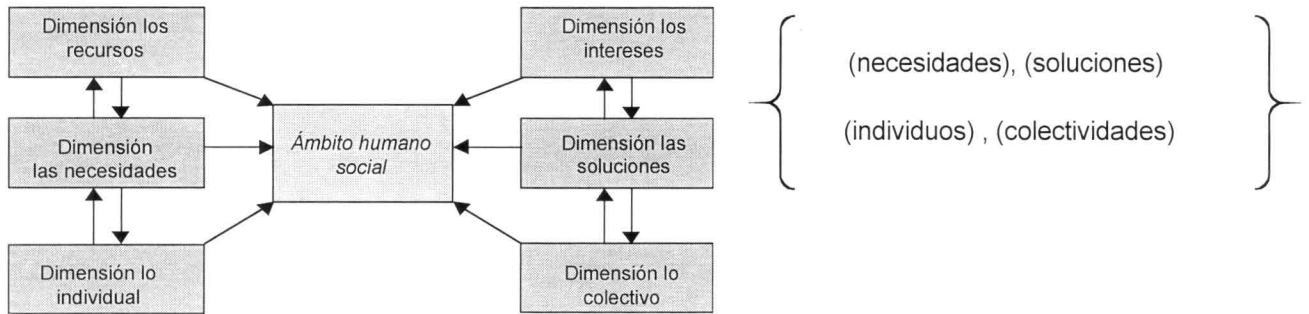 Dimensión los
recursos
Dimensión
las necesidades
Dimensión lo
individual
Ámbito humano
social
Dimensión los
intereses
Dimensión las
soluciones
Dimensión lo
colectivo
(necesidades), (soluciones)
(individuos) , (colectividades)